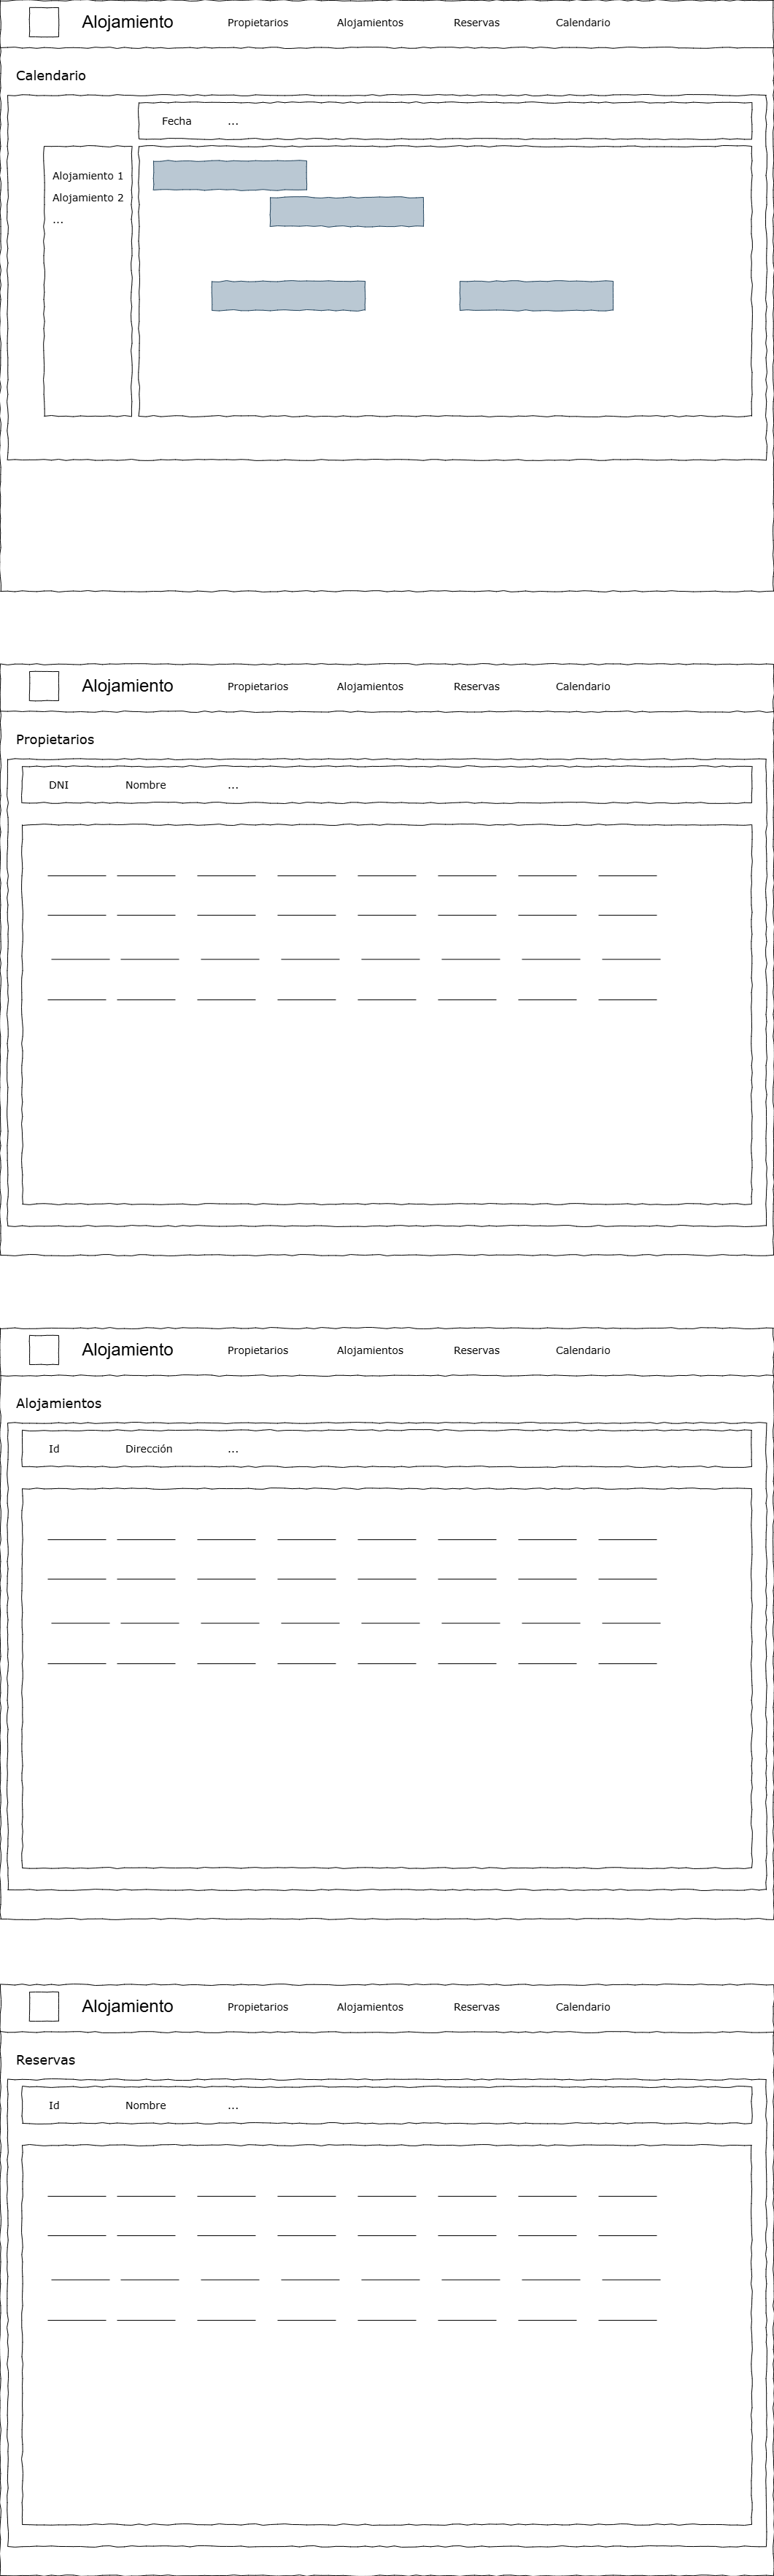 Alojamiento Propietarios Alojamientos Reservas Calendario
Calendario
Fecha ...
Alojamiento 1
Alojamiento 2
...
Alojamiento Propietarios Alojamientos Reservas Calendario
Propietarios
DNI Nombre ...
Alojamiento Propietarios Alojamientos Reservas Calendario
Alojamientos
Id Dirección ...
Alojamiento Propietarios Alojamientos Reservas Calendario
Reservas
Id Nombre ...